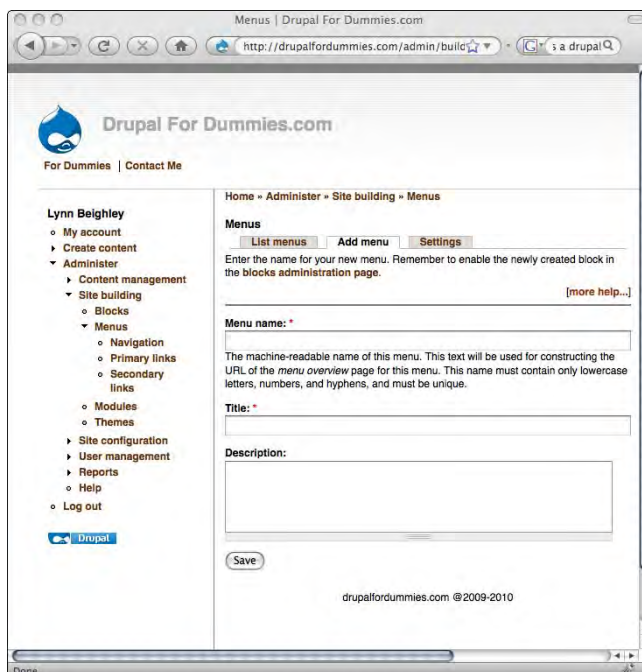 Menus | Drupal For Dummies.com
http://drupalfordummies.com/admin/build
s a drupal
Drupal For Dummies.com
For Dummies | Contact Me
Lynn Beighley
My account
Create content
Administer
Content management
Site building
Blocks
Menus
Navigation
Primary links
Secondary
links
Modules
Themes
Site configuration
User management
Reports
Help
Log out
Drupal
Home » Administer » Site building » Menus
Menus
List menus Add menu Settings
Enter the name for your new menu. Remember to enable the newly created block in
the blocks administration page.
[more help...]
Menu name: *
The machine-readable name of this menu. This text will be used for constructing the
URL of the menu overview page for this menu. This name must contain only lowercase
letters, numbers, and hyphens, and must be unique.
Title: *
Description:
Save
drupalfordummies.com @2009-2010
Done